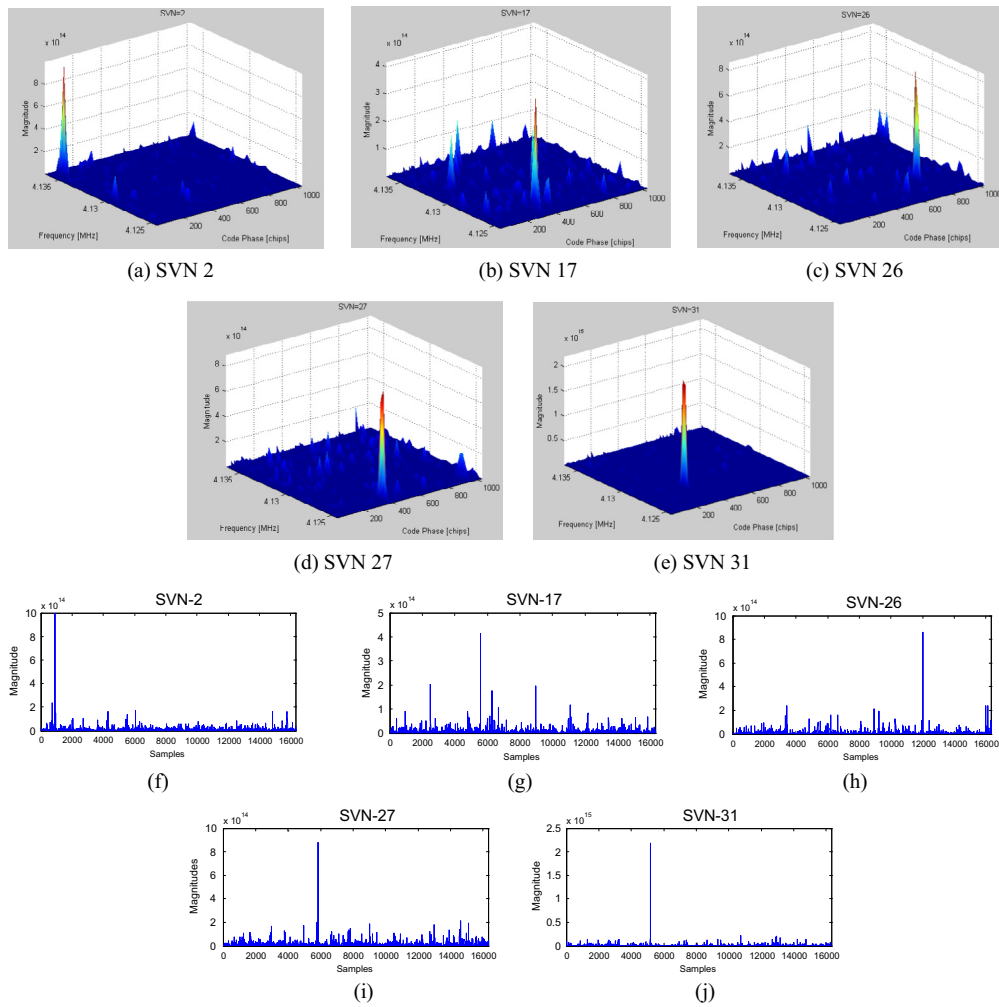 SVN=2
x 10^14
8
6
4
2
Magnitude
4.135
4.13
4.125
Frequency [MHz]
200
400
600
800
1000
Code Phase [chips]
(a) SVN 2
SVN=17
x 10^14
4
3
2
1
Magnitude
4.135
4.13
4.125
Frequency [MHz]
200
400
600
800
1000
Code Phase [chips]
(b) SVN 17
SVN=26
x 10^14
8
6
4
2
Magnitude
4.135
4.13
4.125
Frequency [MHz]
200
400
600
800
1000
Code Phase [chips]
(c) SVN 26
SVN=27
x 10^14
8
6
4
2
Magnitude
4.135
4.13
4.125
Frequency [MHz]
200
400
600
800
1000
Code Phase [chips]
(d) SVN 27
SVN=31
x 10^15
2
1.5
1
0.5
Magnitude
4.135
4.13
4.125
Frequency [MHz]
200
400
600
800
1000
Code Phase [chips]
(e) SVN 31
SVN-2
x 10^14
10
8
6
4
2
0
Magnitude
0 2000 4000 6000 8000 10000 12000 14000 16000
Samples
(f)
SVN-17
x 10^14
5
4
3
2
1
0
Magnitude
0 2000 4000 6000 8000 10000 12000 14000 16000
Samples
(g)
SVN-26
x 10^14
10
8
6
4
2
0
Magnitude
0 2000 4000 6000 8000 10000 12000 14000 16000
Samples
(h)
SVN-27
x 10^14
10
8
6
4
2
0
Magnitudes
0 2000 4000 6000 8000 10000 12000 14000 16000
Samples
(i)
SVN-31
x 10^15
2.5
2
1.5
1
0.5
0
Magnitude
0 2000 4000 6000 8000 10000 12000 14000 16000
Samples
(j)